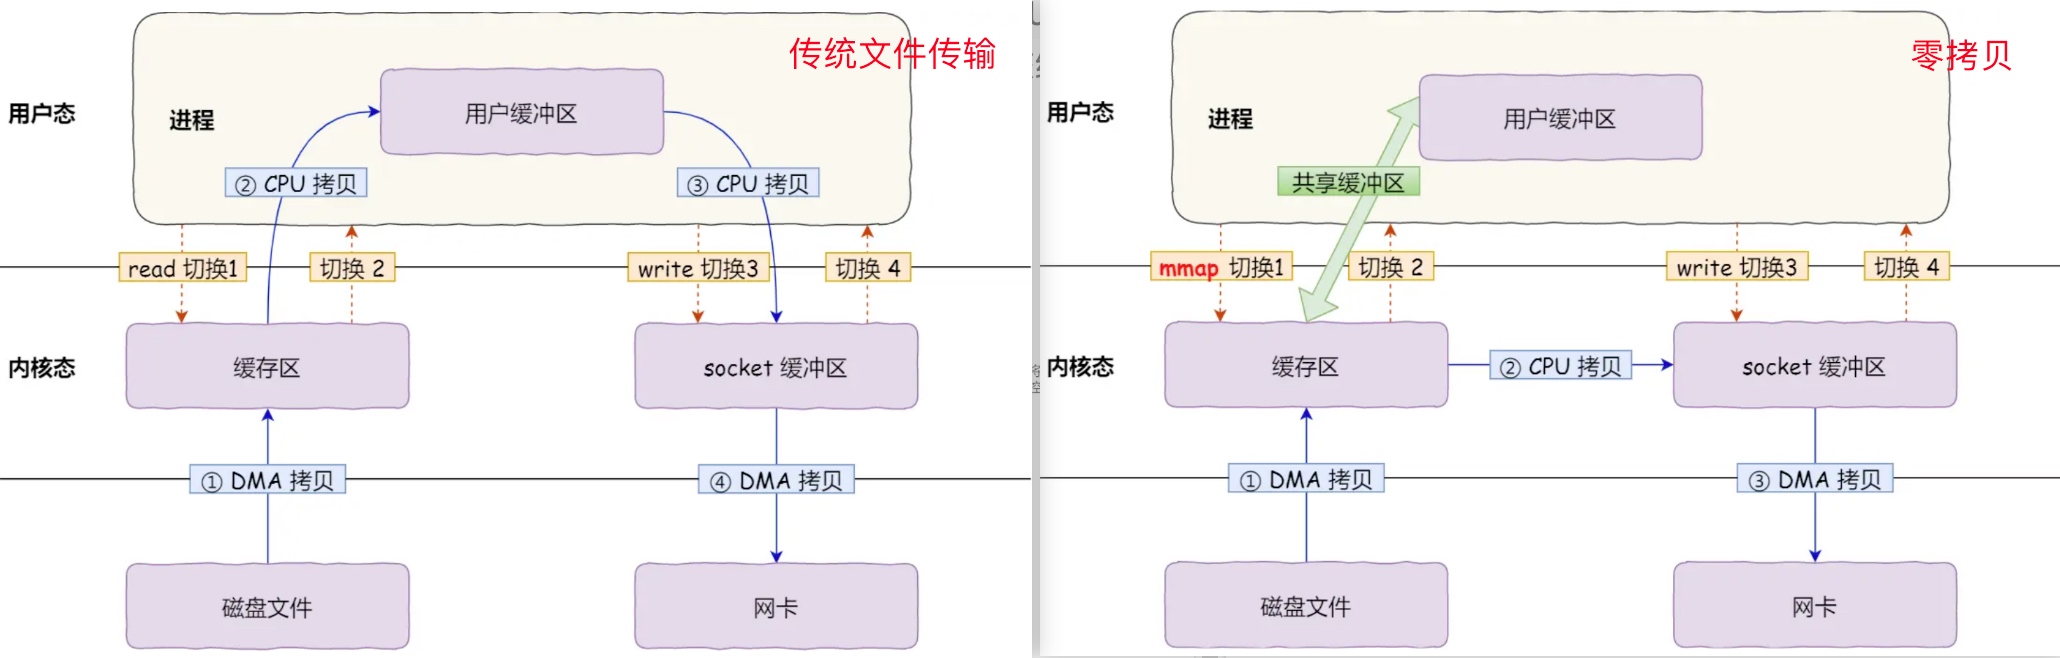 传统文件传输
用户态
进程
用户缓冲区
② CPU 拷贝
③ CPU 拷贝
read 切换1
切换 2
write 切换3
切换 4
内核态
缓存区
socket 缓冲区
① DMA 拷贝
④ DMA 拷贝
磁盘文件
网卡
零拷贝
用户态
进程
用户缓冲区
共享缓冲区
mmap 切换1
切换 2
write 切换3
切换 4
内核态
缓存区
② CPU 拷贝
socket 缓冲区
① DMA 拷贝
③ DMA 拷贝
磁盘文件
网卡